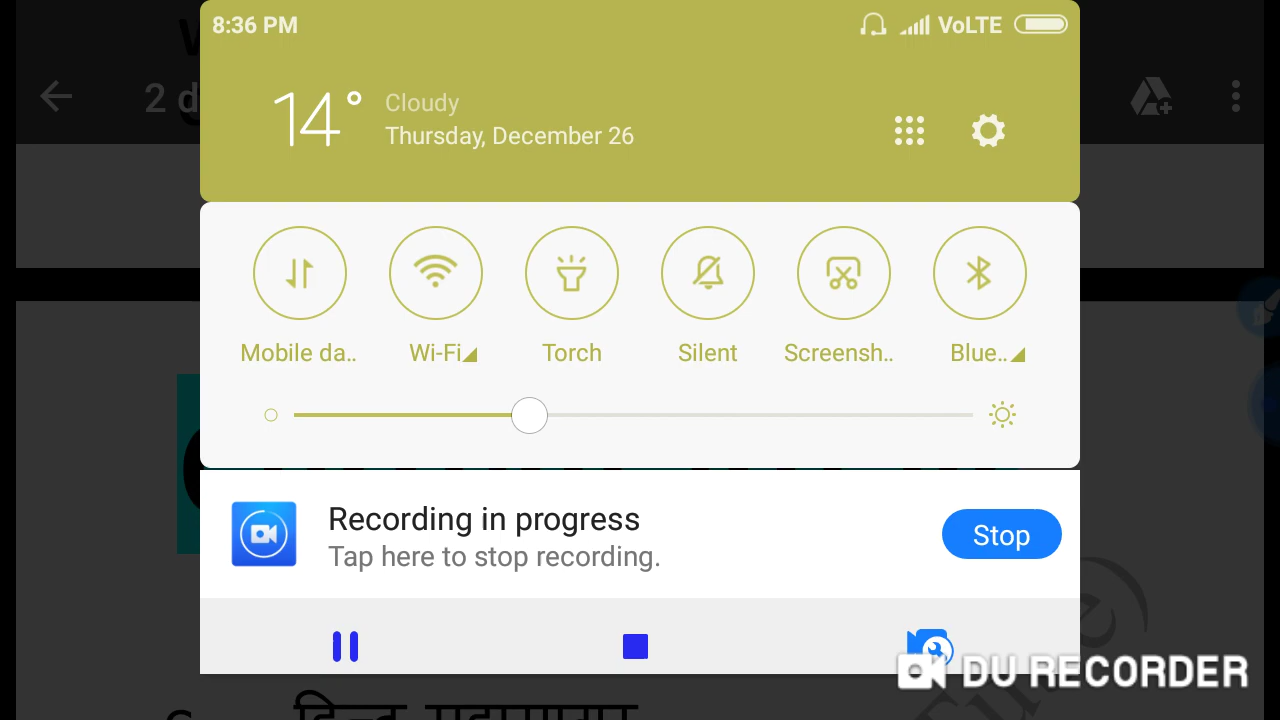 8:36 PM
VoLTE
2 d
14°
Cloudy
Thursday, December 26
Mobile da..
Wi-Fi
Torch
Silent
Screensh..
Blue..
Recording in progress
Tap here to stop recording.
Stop
DU RECORDER